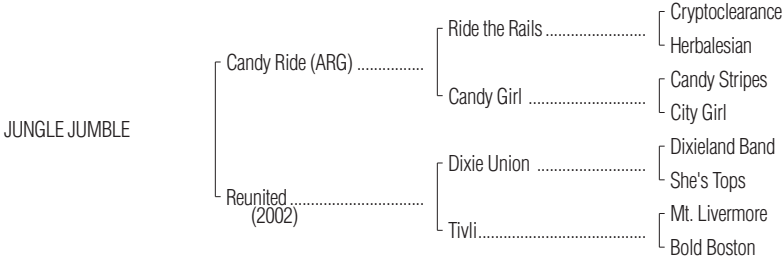 Cryptoclearance
Ride the Rails
Herbalesian
Candy Ride (ARG)
Candy Stripes
Candy Girl
City Girl
JUNGLE JUMBLE
Dixieland Band
Dixie Union
She's Tops
Reunited
(2002)
Mt. Livermore
Tivli
Bold Boston